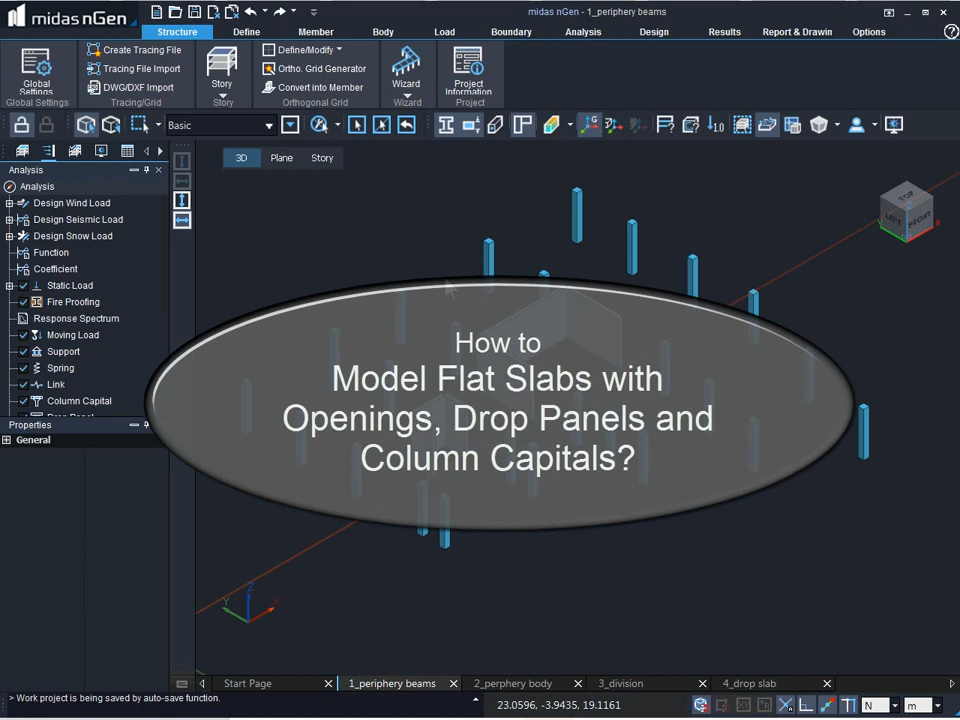 midas nGen
midas nGen - 1_periphery beams
Structure Define Member Body Load Boundary Analysis Design Results Report & Drawin Options
Global Settings
Create Tracing File
Tracing File Import
DWG/DXF Import
Story
Define/Modify
Ortho. Grid Generator
Convert into Member
Wizard
Project Information
Global Settings Tracing/Grid Story Orthogonal Grid Wizard Project
Basic
1.0
Analysis
3D Plane Story
Analysis
Design Wind Load
Design Seismic Load
Design Snow Load
Function
Coefficient
Static Load
Fire Proofing
Response Spectrum
Moving Load
Support
Spring
Link
Column Capital
Properties
General
TOP
LEFT FRONT
How to
Model Flat Slabs with
Openings, Drop Panels and
Column Capitals?
Z
Y
Start Page 1_periphery beams 2_perphery body 3_division 4_drop slab
> Work project is being saved by auto-save function.
23.0596, -3.9435, 19.1161
N m